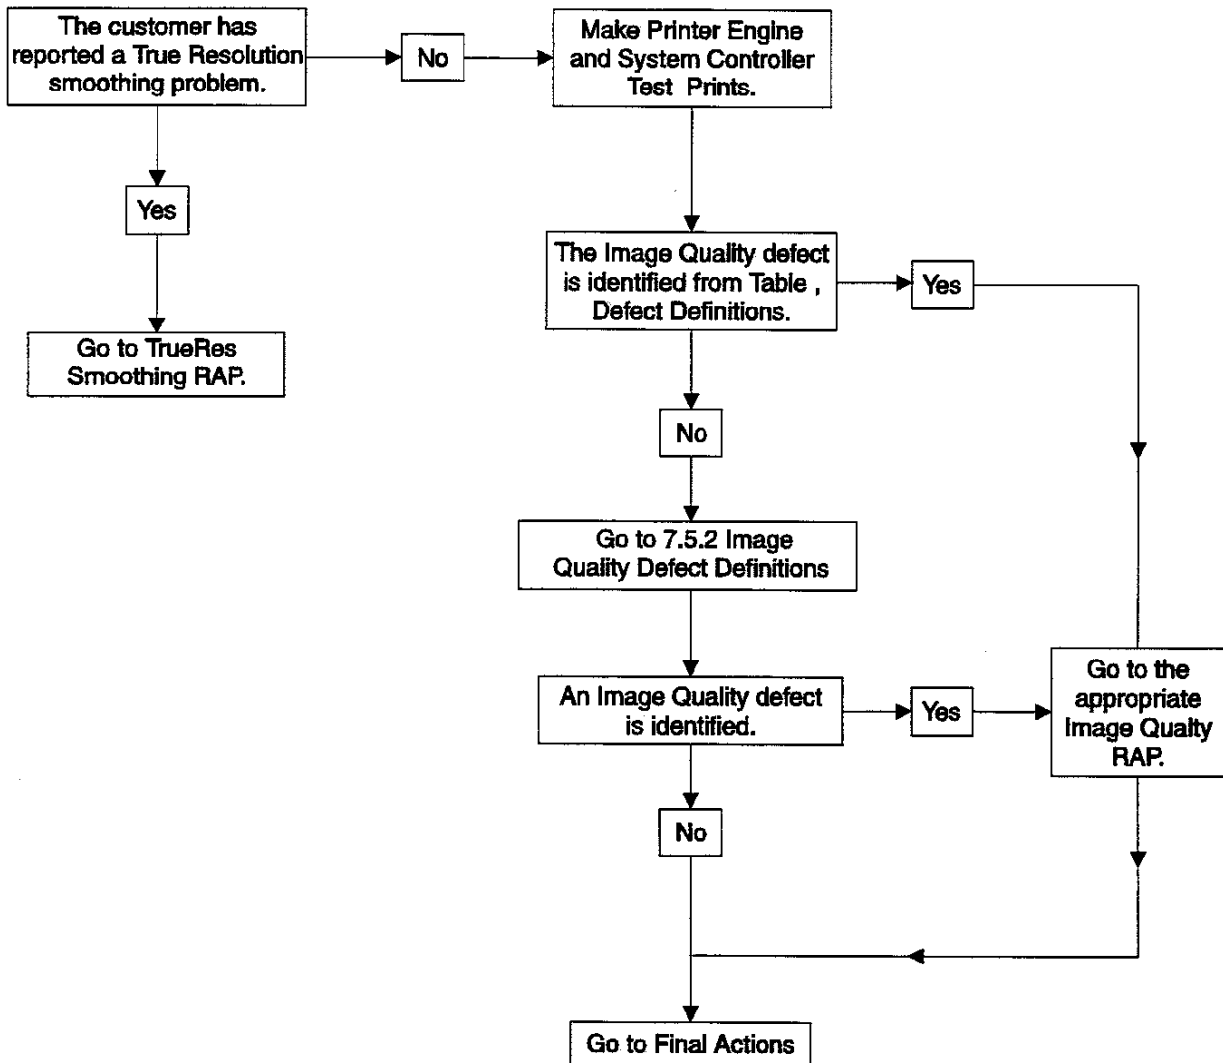 The customer has
reported a True Resolution
smoothing problem.
No
Make Printer Engine
and System Controller
Test Prints.
Yes
Go to TrueRes
Smoothing RAP.
The Image Quality defect
is identified from Table ,
Defect Definitions.
Yes
No
Go to 7.5.2 Image
Quality Defect Definitions
An Image Quality defect
is identified.
Yes
Go to the
appropriate
Image Qualty
RAP.
No
Go to Final Actions